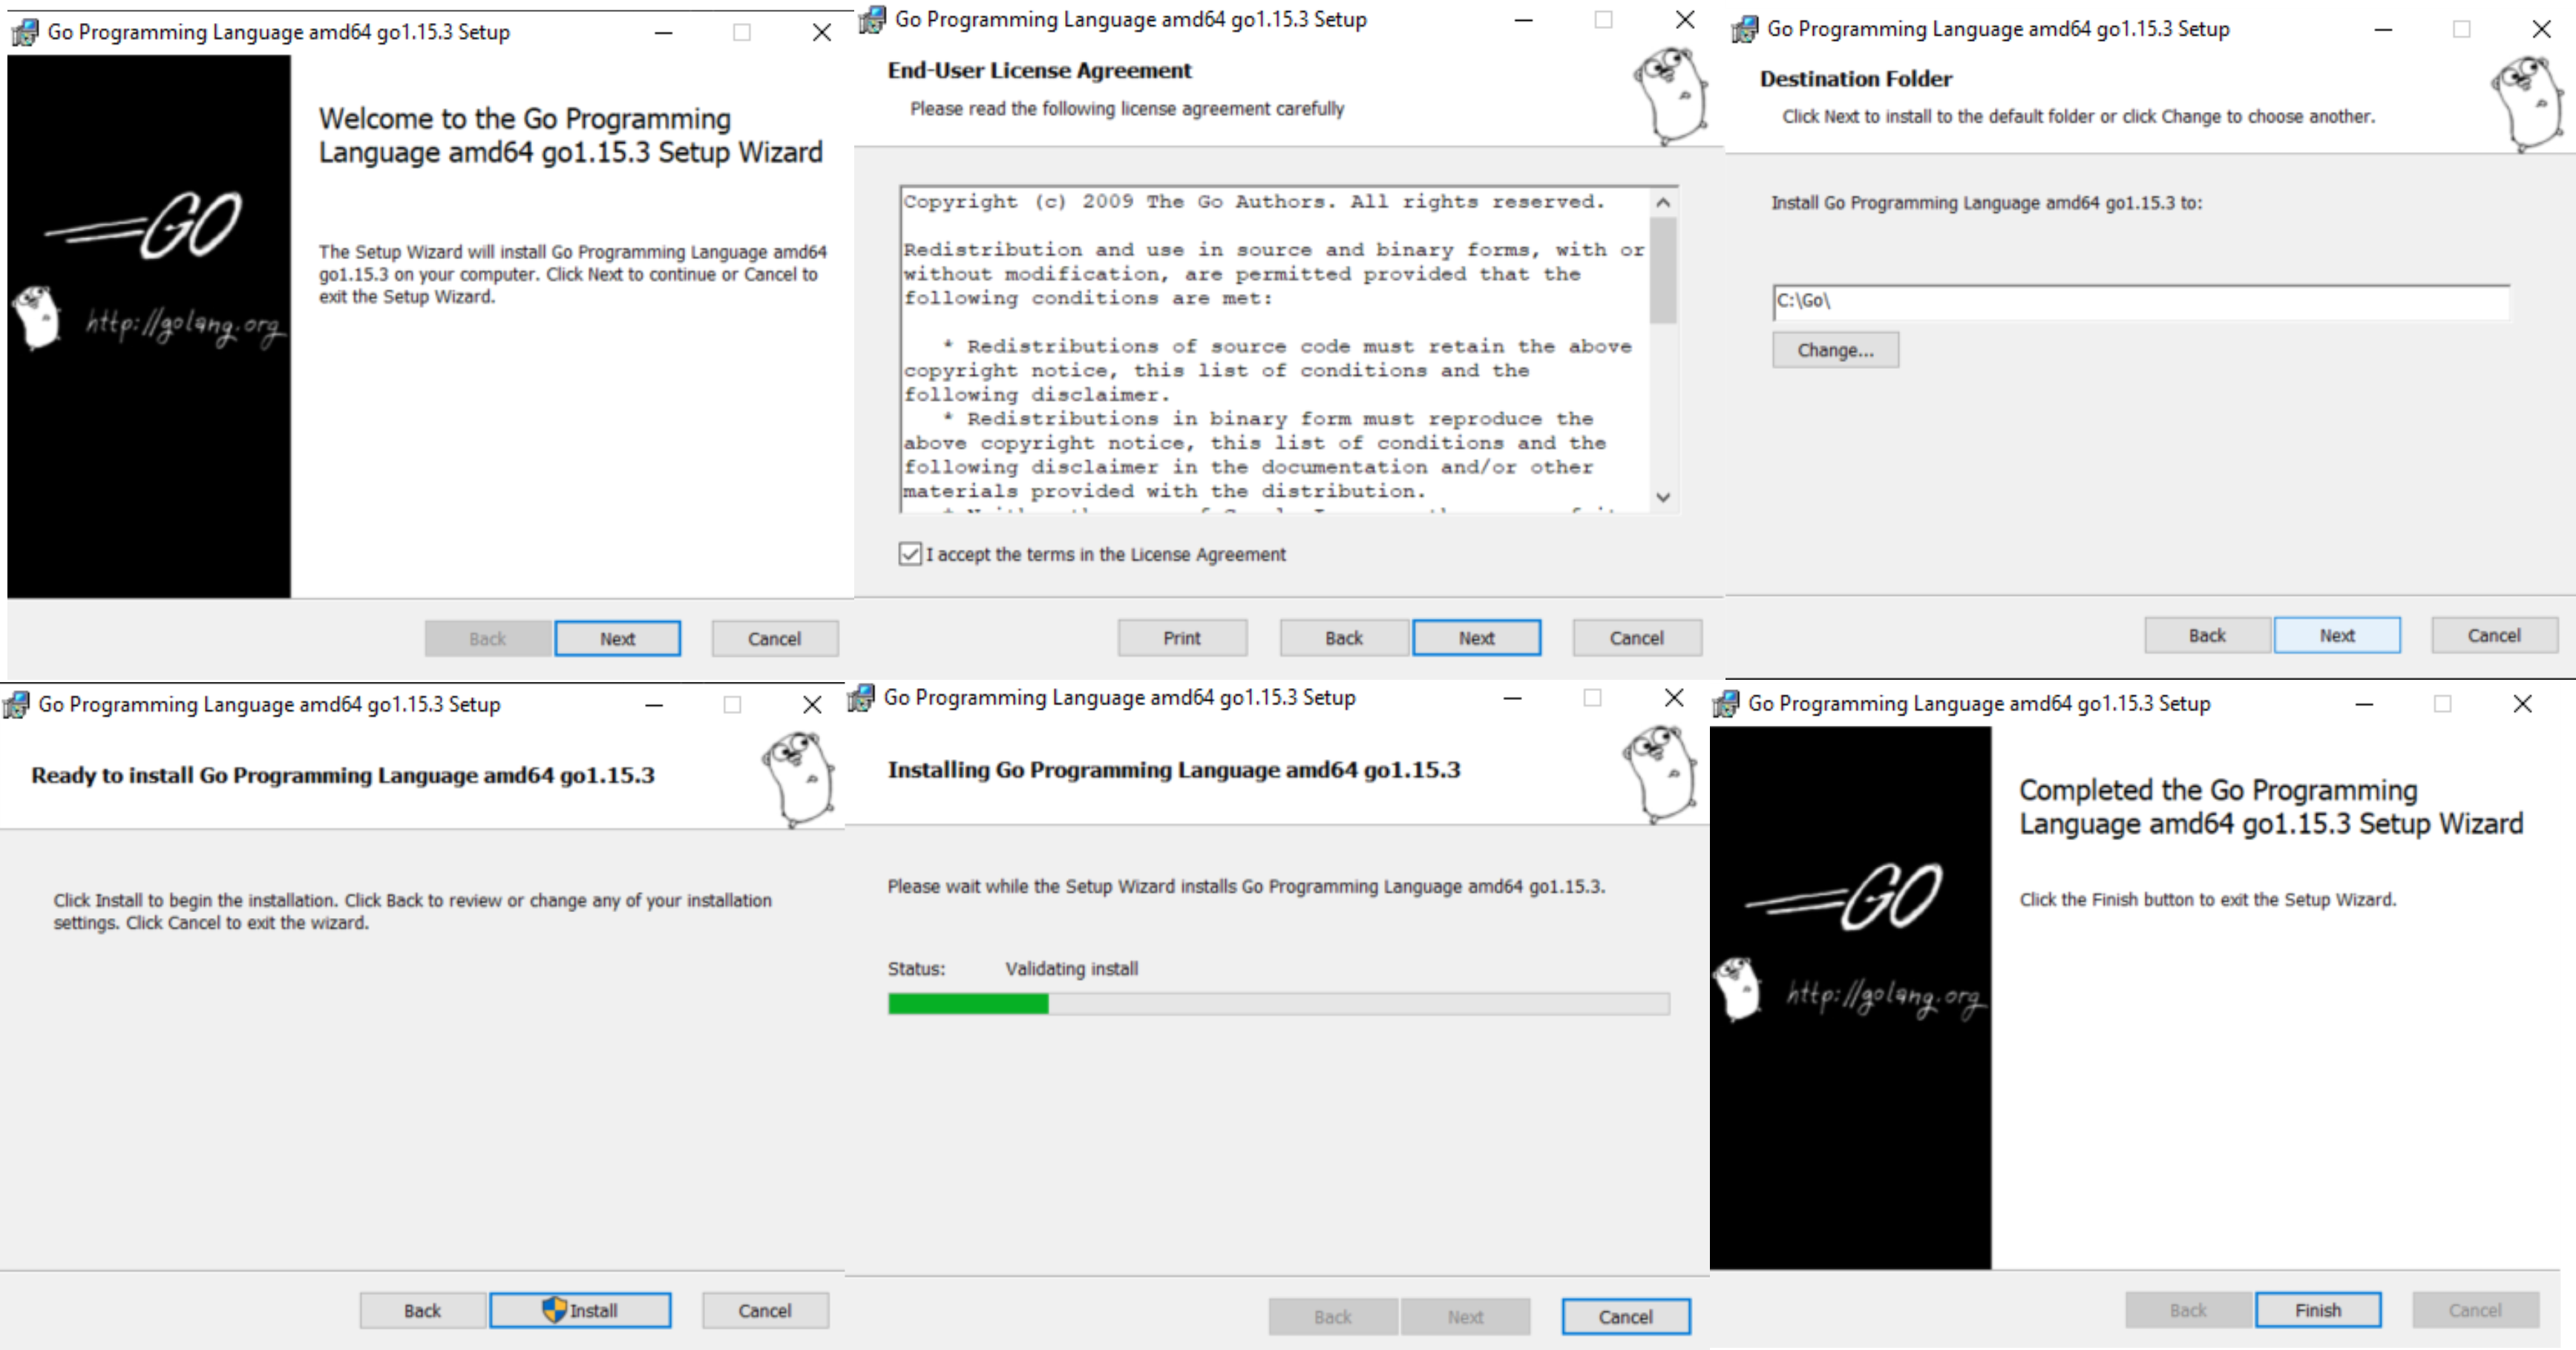 Go Programming Language amd64 go1.15.3 Setup
Welcome to the Go Programming
Language amd64 go1.15.3 Setup Wizard
The Setup Wizard will install Go Programming Language amd64
go1.15.3 on your computer. Click Next to continue or Cancel to
exit the Setup Wizard.
GO
http://golang.org
Back
Next
Cancel
Go Programming Language amd64 go1.15.3 Setup
End-User License Agreement
Please read the following license agreement carefully
Copyright (c) 2009 The Go Authors. All rights reserved.
Redistribution and use in source and binary forms, with or
without modification, are permitted provided that the
following conditions are met:
* Redistributions of source code must retain the above
copyright notice, this list of conditions and the
following disclaimer.
* Redistributions in binary form must reproduce the
above copyright notice, this list of conditions and the
following disclaimer in the documentation and/or other
materials provided with the distribution.
I accept the terms in the License Agreement
Print
Back
Next
Cancel
Go Programming Language amd64 go1.15.3 Setup
Destination Folder
Click Next to install to the default folder or click Change to choose another.
Install Go Programming Language amd64 go1.15.3 to:
C:\Go\
Change...
Back
Next
Cancel
Go Programming Language amd64 go1.15.3 Setup
Ready to install Go Programming Language amd64 go1.15.3
Click Install to begin the installation. Click Back to review or change any of your installation
settings. Click Cancel to exit the wizard.
Back
Install
Cancel
Go Programming Language amd64 go1.15.3 Setup
Installing Go Programming Language amd64 go1.15.3
Please wait while the Setup Wizard installs Go Programming Language amd64 go1.15.3.
Status: Validating install
Back
Next
Cancel
Go Programming Language amd64 go1.15.3 Setup
Completed the Go Programming
Language amd64 go1.15.3 Setup Wizard
Click the Finish button to exit the Setup Wizard.
GO
http://golang.org
Back
Finish
Cancel